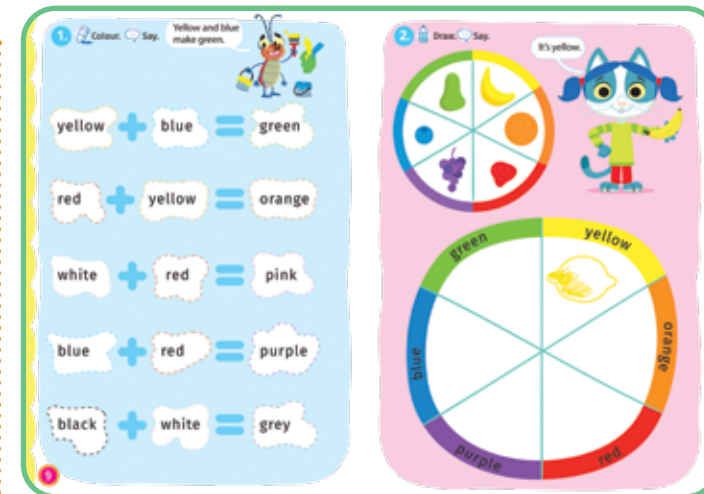 1. Colour. Say.
Yellow and blue
make green.
yellow + blue = green
red + yellow = orange
white + red = pink
blue + red = purple
black + white = grey
9
2. Draw. Say.
It's yellow.
green
yellow
blue
orange
purple
red